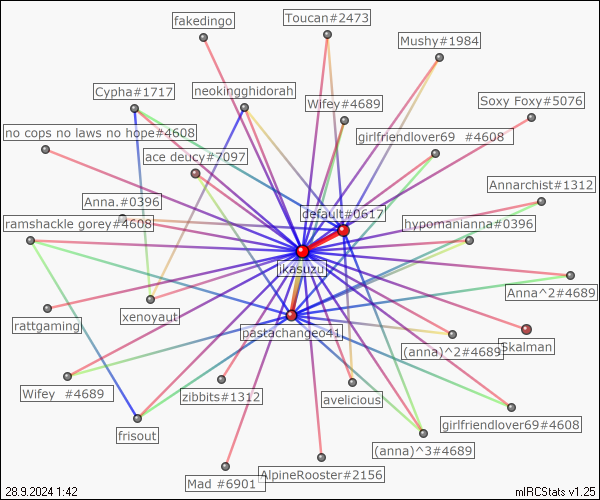 fakedingo
Toucan#2473
Mushy#1984
Cypha#1717
neokingghidorah
Wifey#4689
Soxy Foxy#5076
no cops no laws no hope#4608
girlfriendlover69 #4608
ace deucy#7097
Annarchist#1312
Anna.#0396
default#0617
ramshackle gorey#4608
hypomanianna#0396
ikasuzu
Anna^2#4689
rattgaming
xenoyaut
pastachangeo41
(anna)^2#4689
Skalman
Wifey #4689
zibbits#1312
avelicious
frisout
girlfriendlover69#4608
(anna)^3#4689
Mad #6901
AlpineRooster#2156
28.9.2024 1:42
mIRCStats v1.25